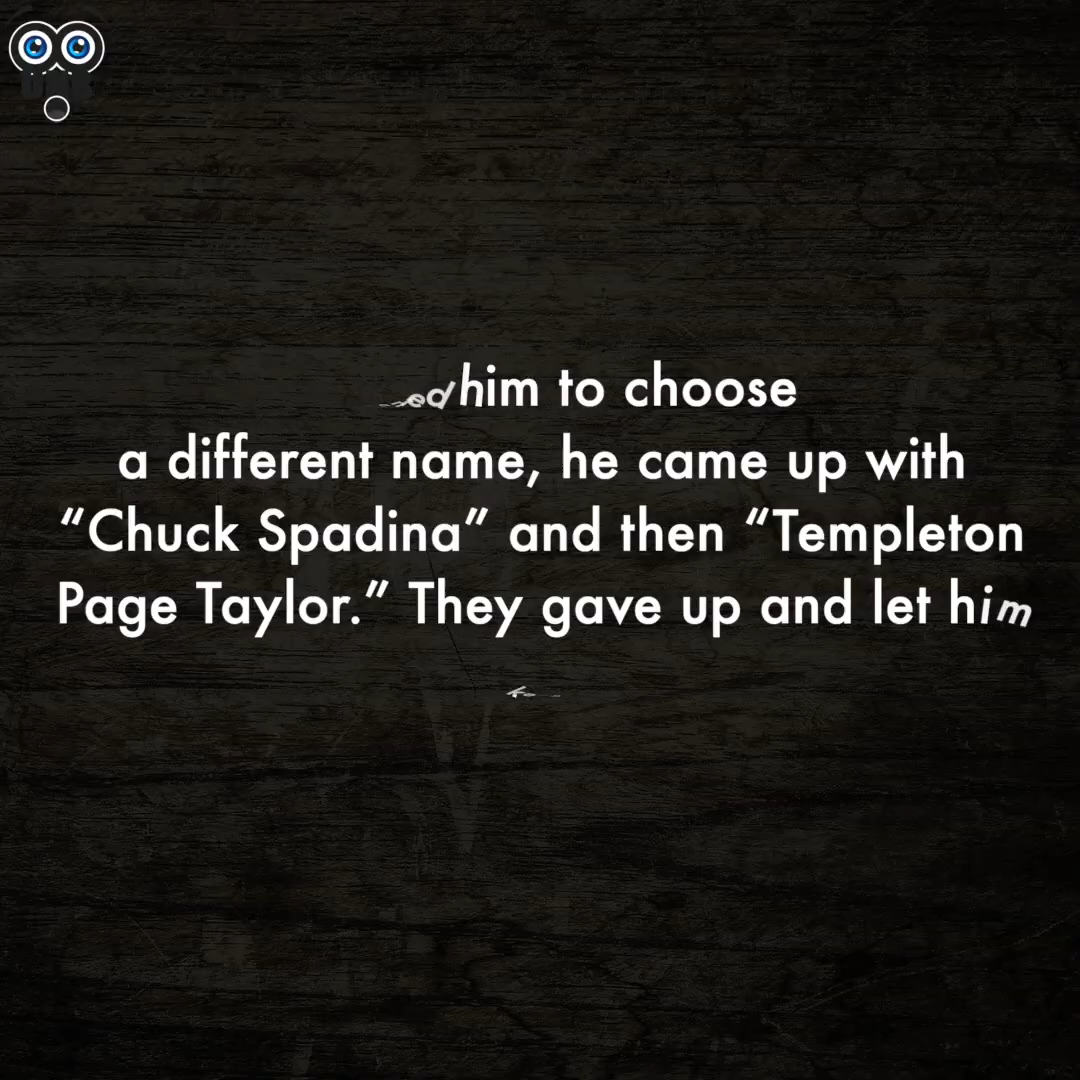 him to choose
a different name, he came up with
“Chuck Spadina” and then “Templeton
Page Taylor.” They gave up and let him